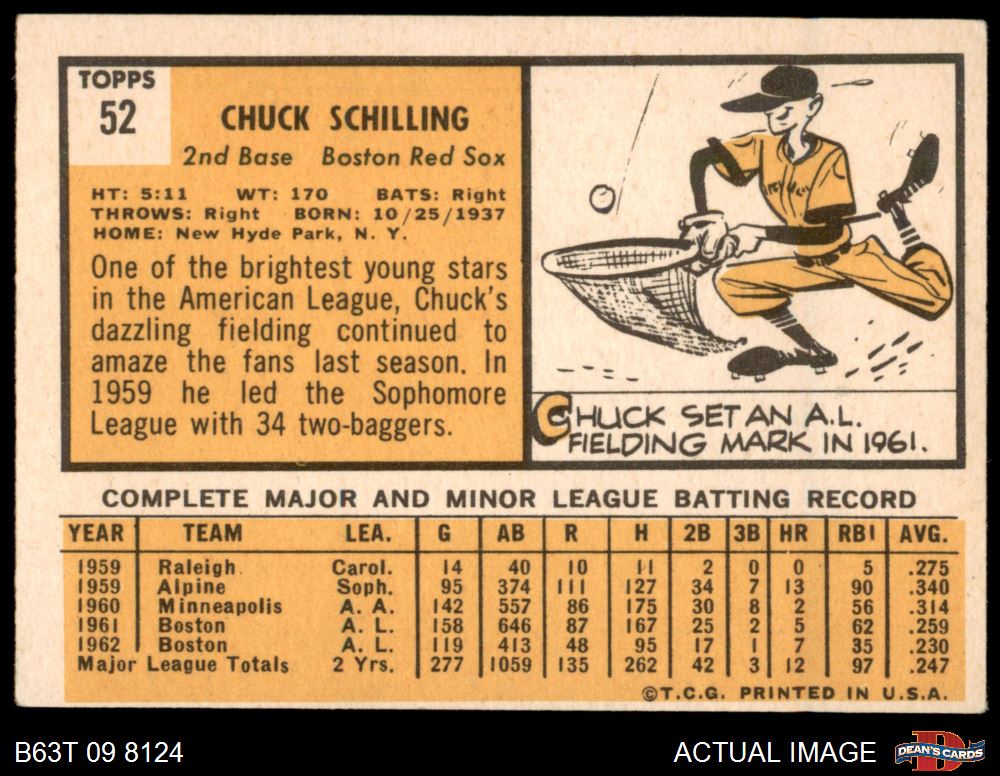 TOPPS
52
CHUCK SCHILLING
2nd Base Boston Red Sox
HT: 5:11 WT: 170 BATS: Right
THROWS: Right BORN: 10/25/1937
HOME: New Hyde Park, N. Y.
One of the brightest young stars
in the American League, Chuck's
dazzling fielding continued to
amaze the fans last season. In
1959 he led the Sophomore
League with 34 two-baggers.
CHUCK SET AN A.L.
FIELDING MARK IN 1961.
COMPLETE MAJOR AND MINOR LEAGUE BATTING RECORD
YEAR TEAM LEA. G AB R H 2B 3B HR RBI AVG.
1959 Raleigh Carol. 14 40 10 11 2 0 0 5 .275
1959 Alpine Soph. 95 374 111 127 34 7 13 90 .340
1960 Minneapolis A. A. 142 557 86 175 30 8 2 56 .314
1961 Boston A. L. 158 646 87 167 25 2 5 62 .259
1962 Boston A. L. 119 413 48 95 17 1 7 35 .230
Major League Totals 2 Yrs. 277 1059 135 262 42 3 12 97 .247
©T.C.G. PRINTED IN U.S.A.
B63T 09 8124 ACTUAL IMAGE DEAN'S CARDS